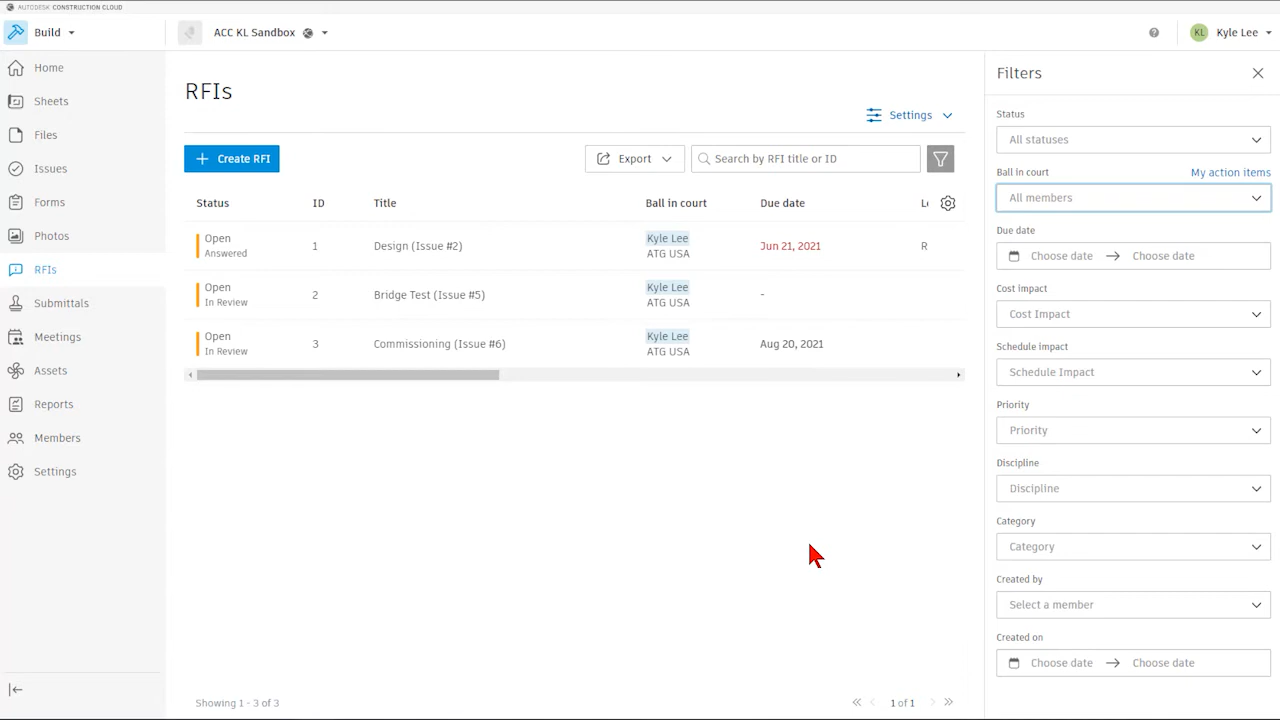 AUTODESK CONSTRUCTION CLOUD
Build
ACC KL Sandbox
KL Kyle Lee
Home
Sheets
Files
Issues
Forms
Photos
RFIs
Submittals
Meetings
Assets
Reports
Members
Settings
RFIs
Settings
Create RFI
Export
Search by RFI title or ID
Status ID Title Ball in court Due date L
Open
Answered
1 Design (Issue #2)
Kyle Lee
ATG USA
Jun 21, 2021 R
Open
In Review
2 Bridge Test (Issue #5)
Kyle Lee
ATG USA
-
Open
In Review
3 Commissioning (Issue #6)
Kyle Lee
ATG USA
Aug 20, 2021
Showing 1 - 3 of 3
1 of 1
Filters
Status
All statuses
Ball in court My action items
All members
Due date
Choose date Choose date
Cost impact
Cost Impact
Schedule impact
Schedule Impact
Priority
Priority
Discipline
Discipline
Category
Category
Created by
Select a member
Created on
Choose date Choose date